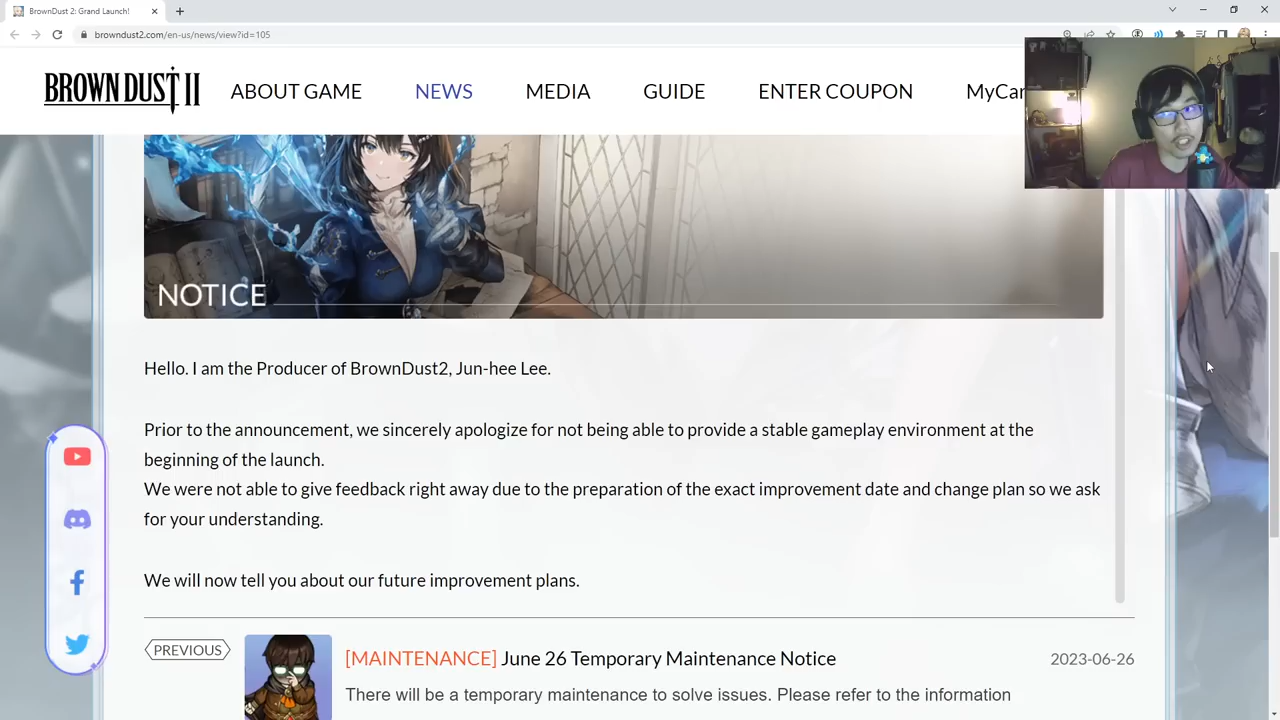 BrownDust 2: Grand Launch!
browndust2.com/en-us/news/view?id=105
BROWN DUST II
ABOUT GAME
NEWS
MEDIA
GUIDE
ENTER COUPON
MyCar
NOTICE
Hello. I am the Producer of BrownDust2, Jun-hee Lee.
Prior to the announcement, we sincerely apologize for not being able to provide a stable gameplay environment at the
beginning of the launch.
We were not able to give feedback right away due to the preparation of the exact improvement date and change plan so we ask
for your understanding.
We will now tell you about our future improvement plans.
PREVIOUS
[MAINTENANCE] June 26 Temporary Maintenance Notice
2023-06-26
There will be a temporary maintenance to solve issues. Please refer to the information